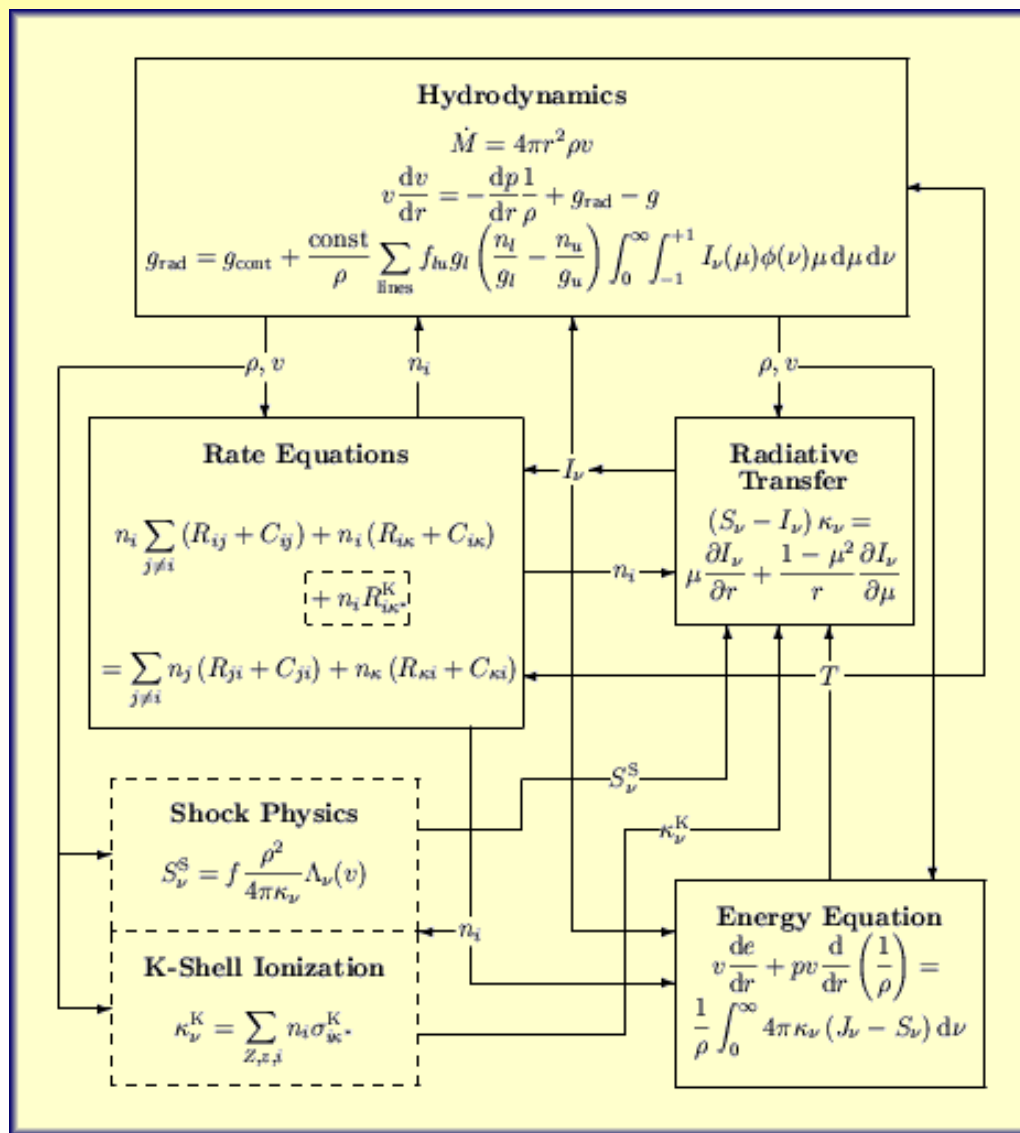 Hydrodynamics
Ṁ = 4πr²ρv
v dv/dr = − dp/dr 1/ρ + g_rad − g
g_rad = g_cont + const/ρ ∑_lines f_lu g_l (n_l/g_l − n_u/g_u) ∫_0^∞ ∫_−1^+1 I_ν(μ)φ(ν)μ dμ dν
ρ, v
n_i
ρ, v
Rate Equations
n_i ∑_j≠i (R_ij + C_ij) + n_i (R_iκ + C_iκ)
+ n_i R^K_iκ*
= ∑_j≠i n_j (R_ji + C_ji) + n_κ (R_κi + C_κi)
I_ν
n_i
Radiative
Transfer
(S_ν − I_ν) κ_ν =
μ ∂I_ν/∂r + 1 − μ²/r ∂I_ν/∂μ
T
S^S_ν
κ^K_ν
Shock Physics
S^S_ν = f ρ²/4πκ_ν Λ_ν(v)
n_i
K-Shell Ionization
κ^K_ν = ∑_Z,z,i n_i σ^K_iκ*
Energy Equation
v de/dr + pv d/dr (1/ρ) =
1/ρ ∫_0^∞ 4πκ_ν (J_ν − S_ν) dν